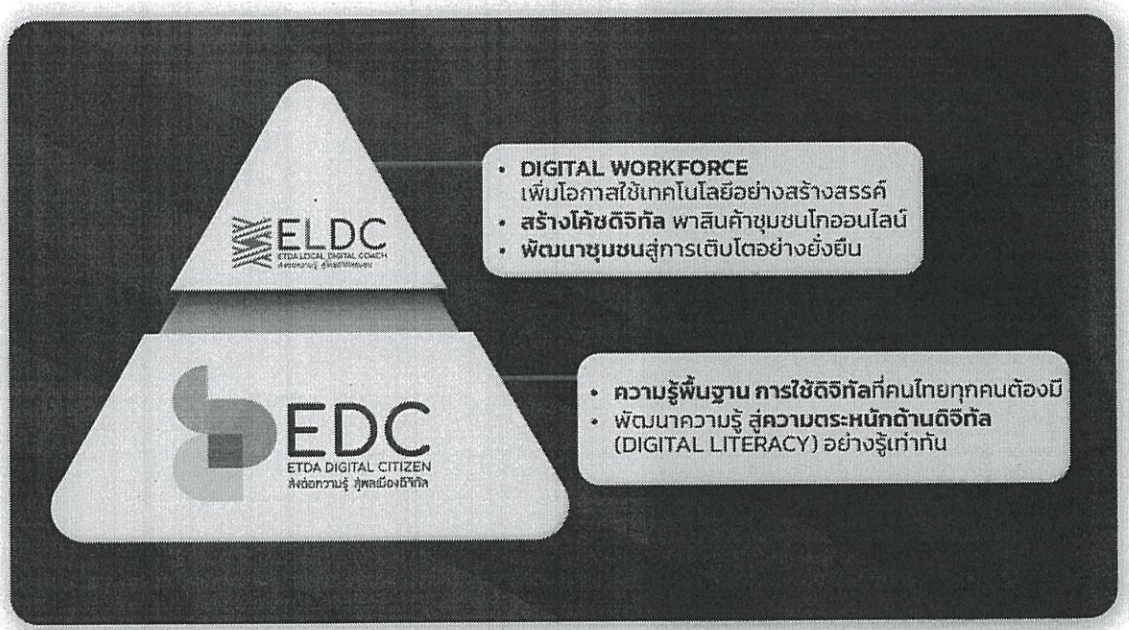 • DIGITAL WORKFORCE
เพิ่มโอกาสใช้เทคโนโลยีอย่างสร้างสรรค์
• สร้างโค้ชดิจิทัล พาสินค้าชุมชนโกออนไลน์
• พัฒนาชุมชนสู่การเติบโตอย่างยั่งยืน
ELDC
ETDA LOCAL DIGITAL COACH
ส่งต่อความรู้
• ความรู้พื้นฐาน การใช้ดิจิทัลที่คนไทยทุกคนต้องมี
• พัฒนาความรู้ สู่ความตระหนักด้านดิจิทัล
(DIGITAL LITERACY) อย่างรู้เท่าทัน
EDC
ETDA DIGITAL CITIZEN
ส่งต่อความรู้ สู่พลเมืองดิจิทัล